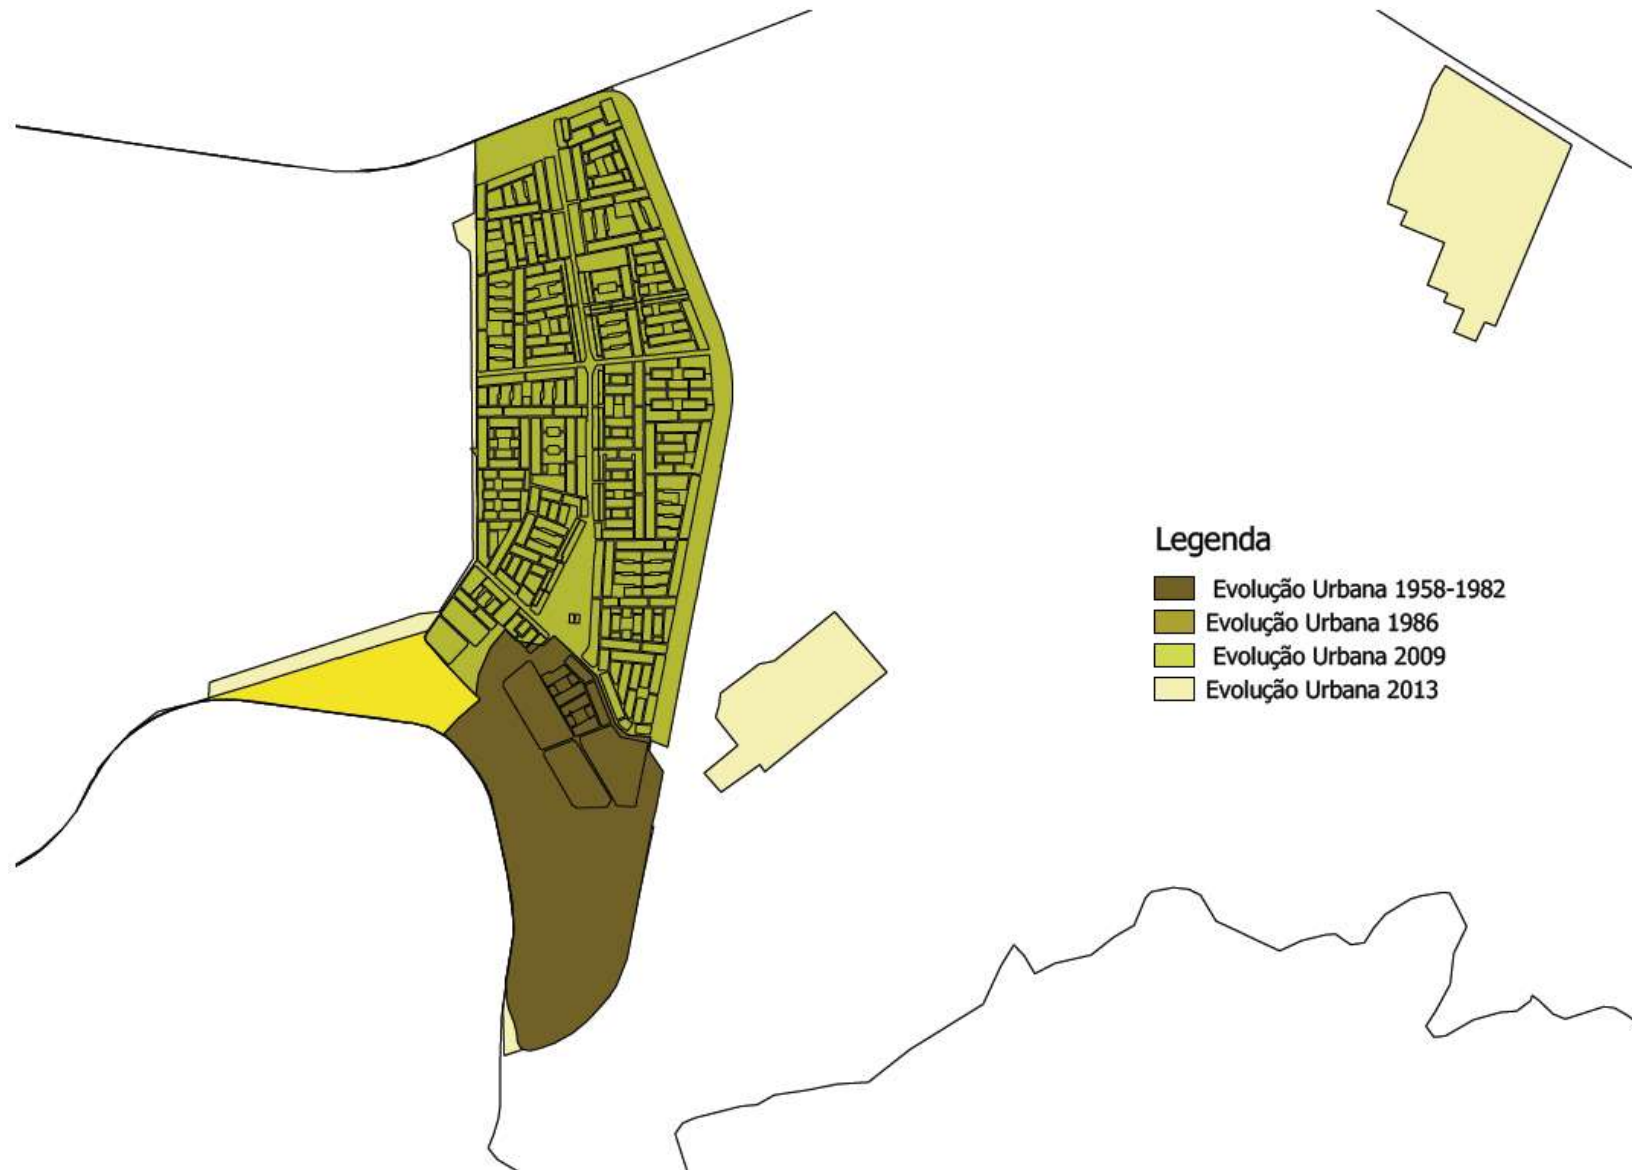 Legenda
Evolução Urbana 1958-1982
Evolução Urbana 1986
Evolução Urbana 2009
Evolução Urbana 2013